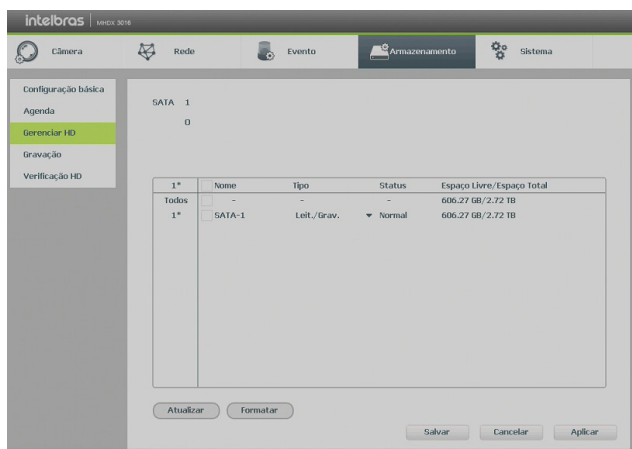 intelbras | MHDX 3016
Câmera Rede Evento Armazenamento Sistema
Configuração básica
Agenda
Gerenciar HD
Gravação
Verificação HD
SATA 1
O
1* Nome Tipo Status Espaço Livre/Espaço Total
Todos - - - 606.27 GB/2.72 TB
1* SATA-1 Leit./Grav. Normal 606.27 GB/2.72 TB
Atualizar Formatar
Salvar Cancelar Aplicar